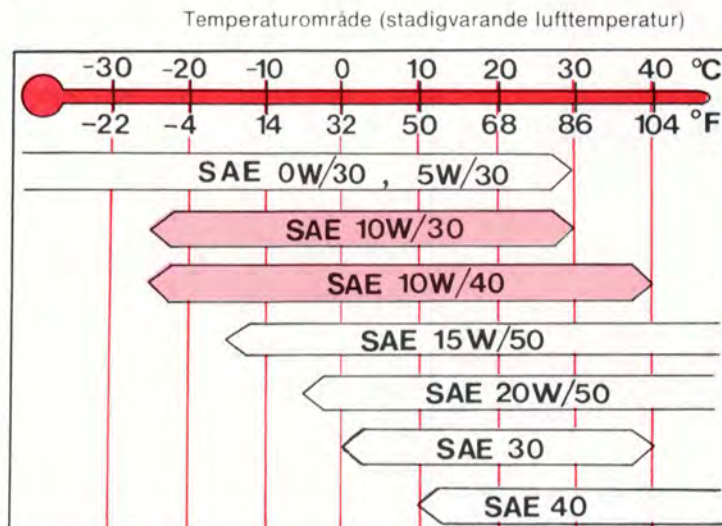 Temperaturområde (stadigvarande lufttemperatur)
-30 -20 -10 0 10 20 30 40 °C
-22 -4 14 32 50 68 86 104 °F
SAE 0W/30 , 5W/30
SAE 10W/30
SAE 10W/40
SAE 15W/50
SAE 20W/50
SAE 30
SAE 40